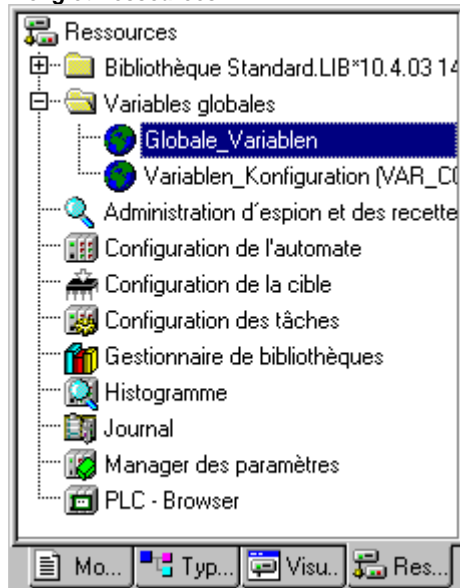 Ressources
Bibliothèque Standard.LIB*10.4.03 14
Variables globales
Globale_Variablen
Variablen_Konfiguration (VAR_CO
Administration d´espion et des recette
Configuration de l'automate
Configuration de la cible
Configuration des tâches
Gestionnaire de bibliothèques
Histogramme
Journal
Manager des paramètres
PLC - Browser
Mo... Typ... Visu.. Res...